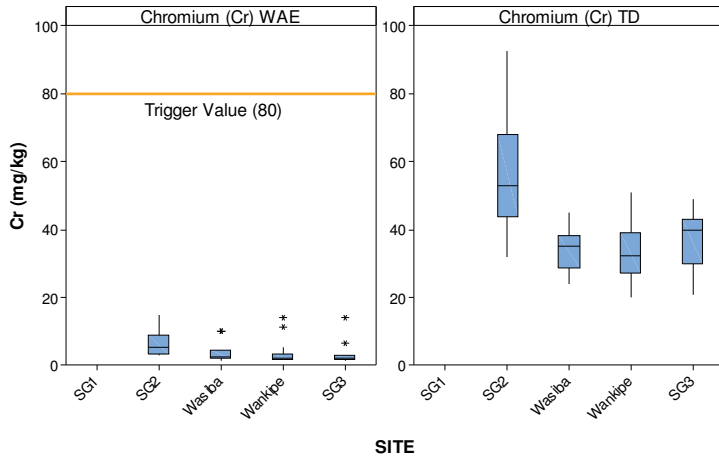 Chromium (Cr) WAE
Chromium (Cr) TD
100
80
60
40
20
0
Trigger Value (80)
100
80
60
40
20
0
Cr (mg/kg)
SG1
SG2
Wasiba
Wankipe
SG3
SG1
SG2
Wasiba
Wankipe
SG3
SITE